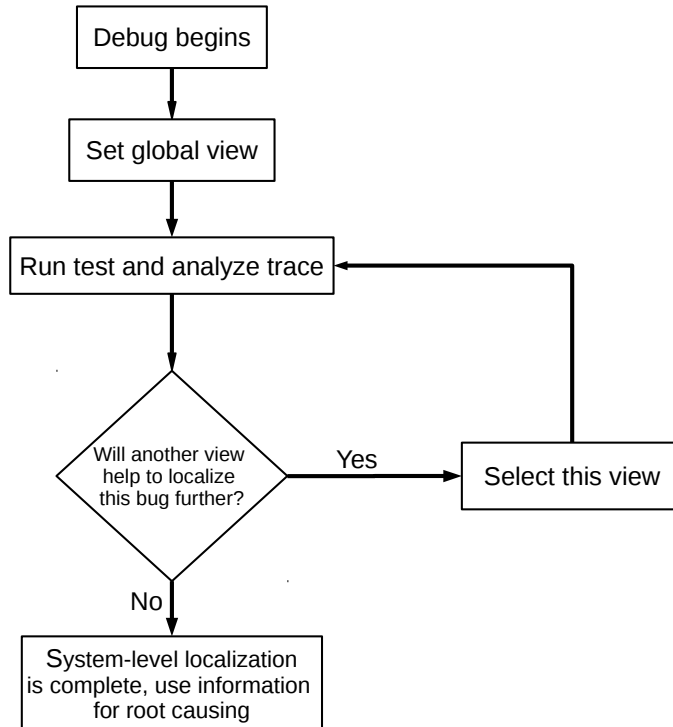 Debug begins
Set global view
Run test and analyze trace
Will another view
help to localize
this bug further?
Yes
Select this view
No
System-level localization
is complete, use information
for root causing